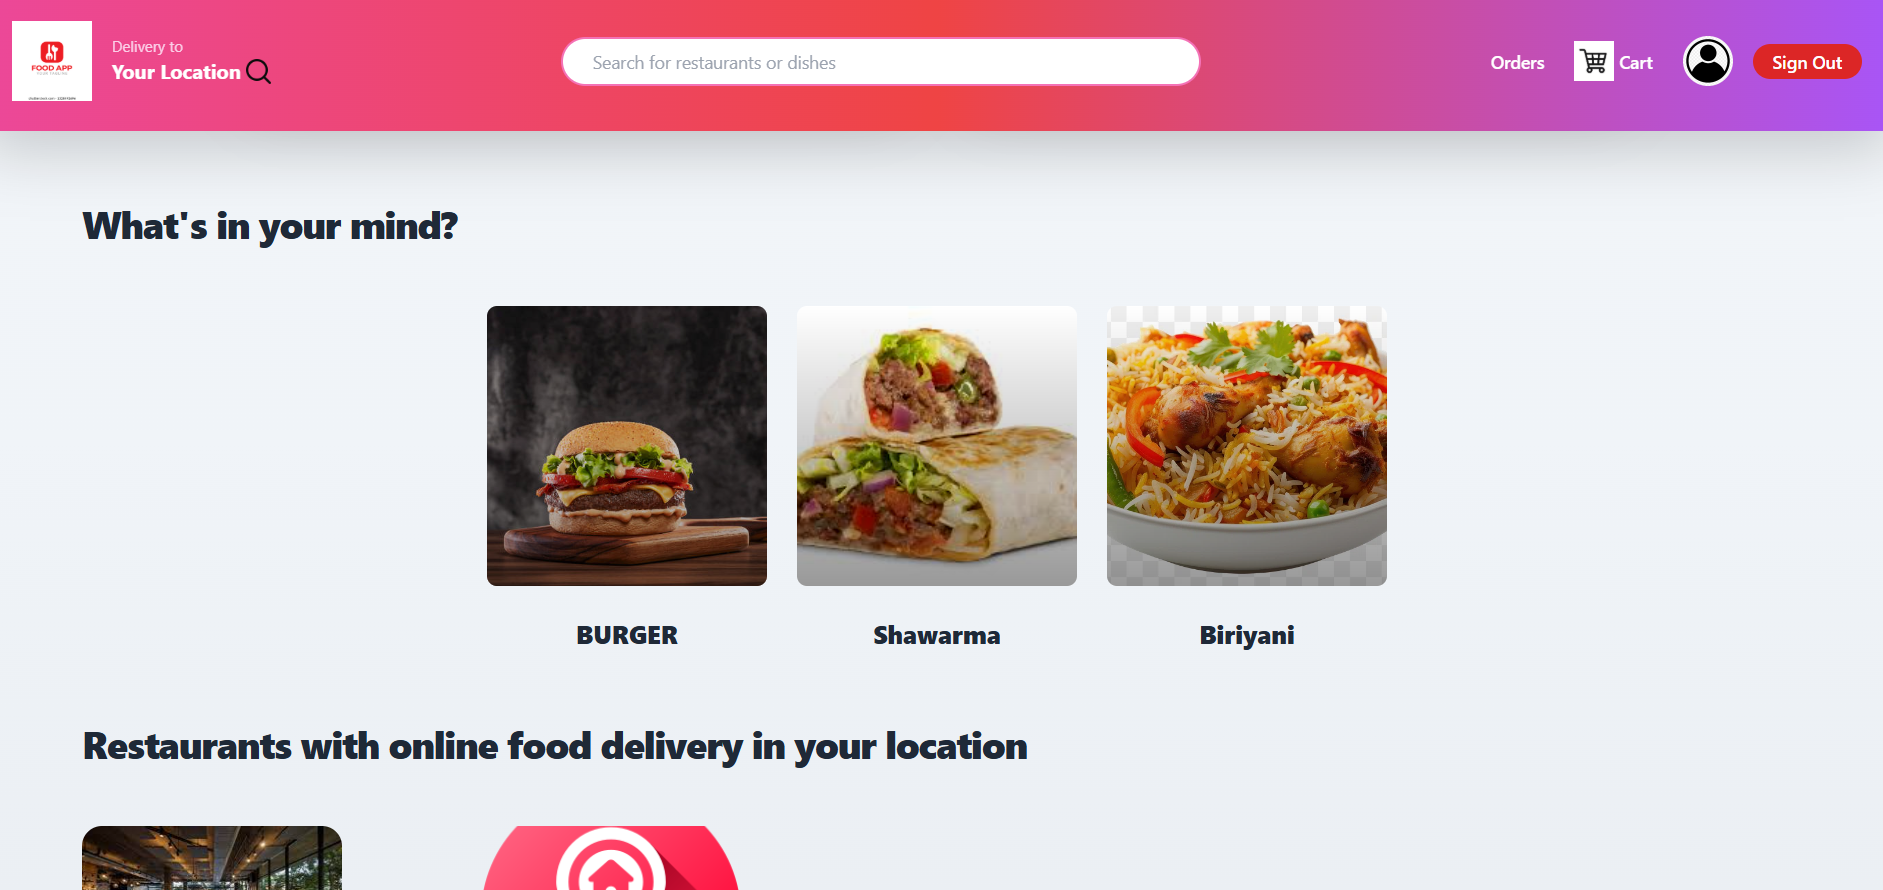 FOOD APP
Delivery to
Your Location
Search for restaurants or dishes
Orders
Cart
Sign Out
What's in your mind?
BURGER
Shawarma
Biriyani
Restaurants with online food delivery in your location